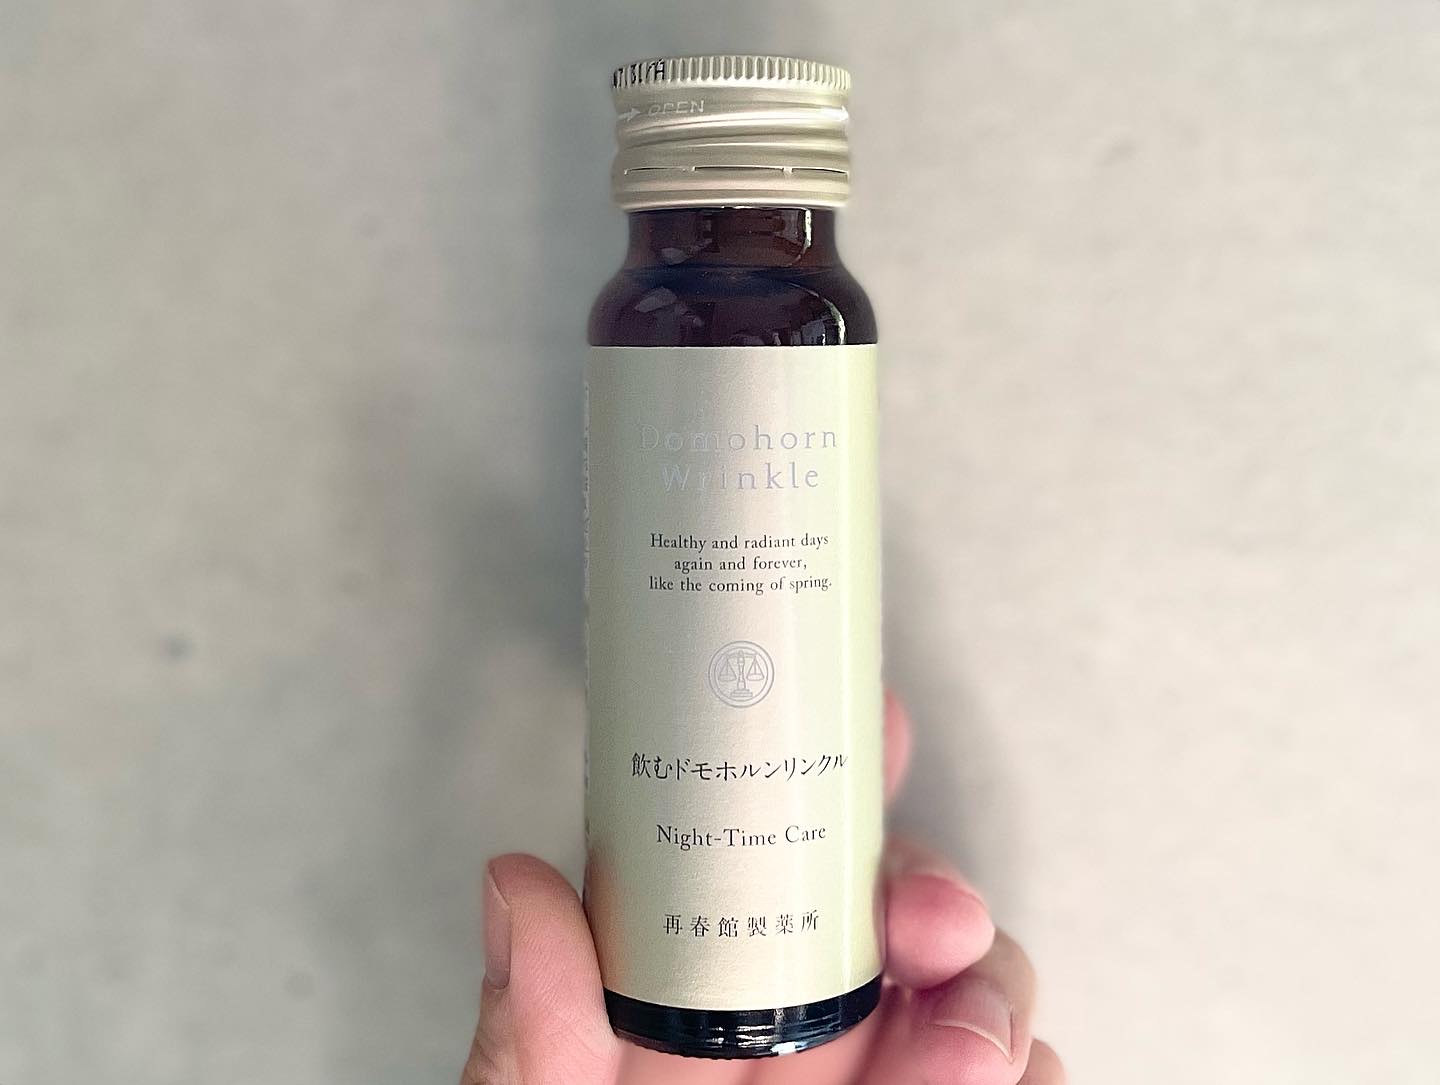 OPEN
Domohorn
Wrinkle
Healthy and radiant days
again and forever,
like the coming of spring.
飲むドモホルンリンクル
Night-Time Care
再春館製薬所